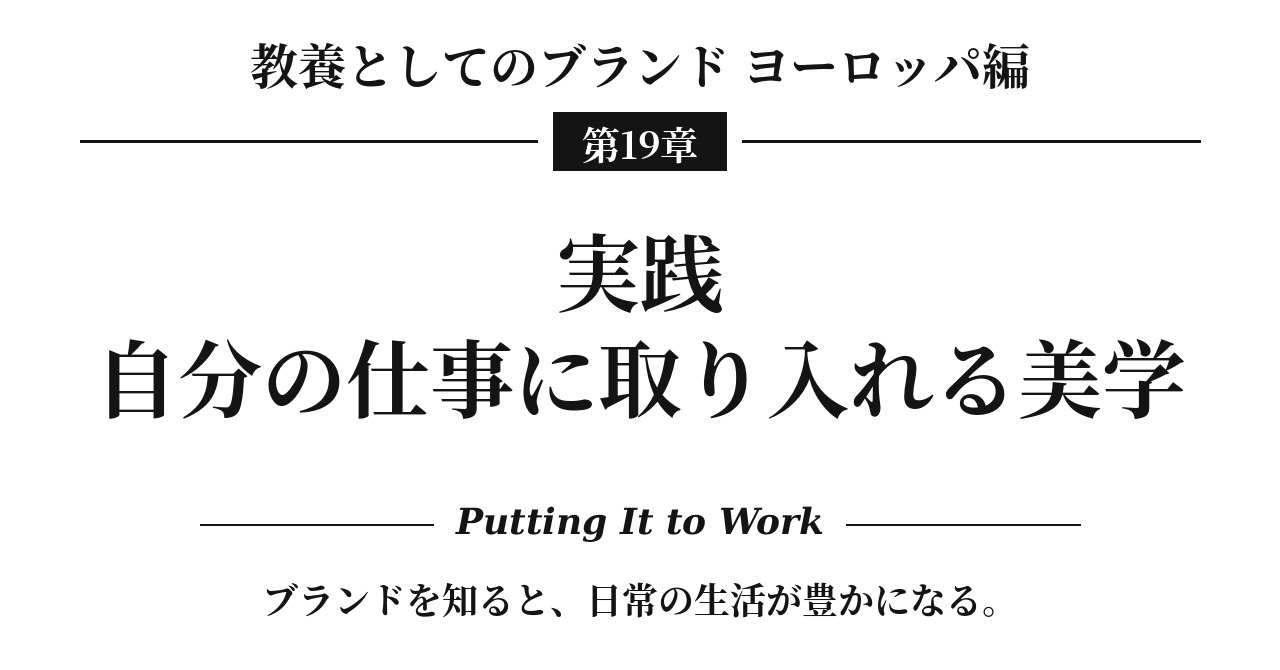 教養としてのブランド ヨーロッパ編
第19章
実践
自分の仕事に取り入れる美学
Putting It to Work
ブランドを知ると、日常の生活が豊かになる。